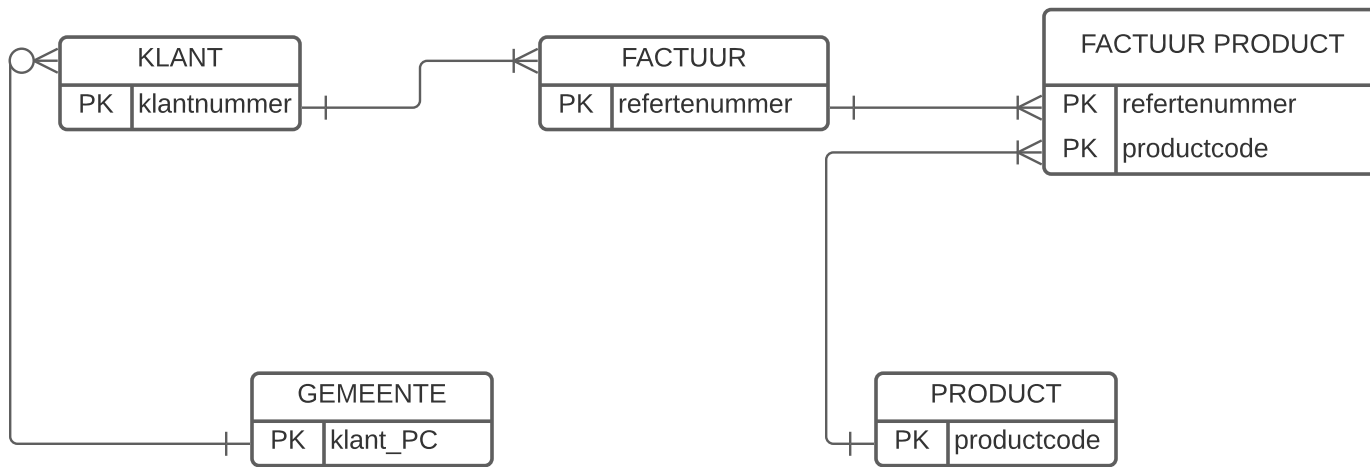 KLANT
PK klantnummer
FACTUUR
PK refertenummer
FACTUUR PRODUCT
PK refertenummer
PK productcode
GEMEENTE
PK klant_PC
PRODUCT
PK productcode